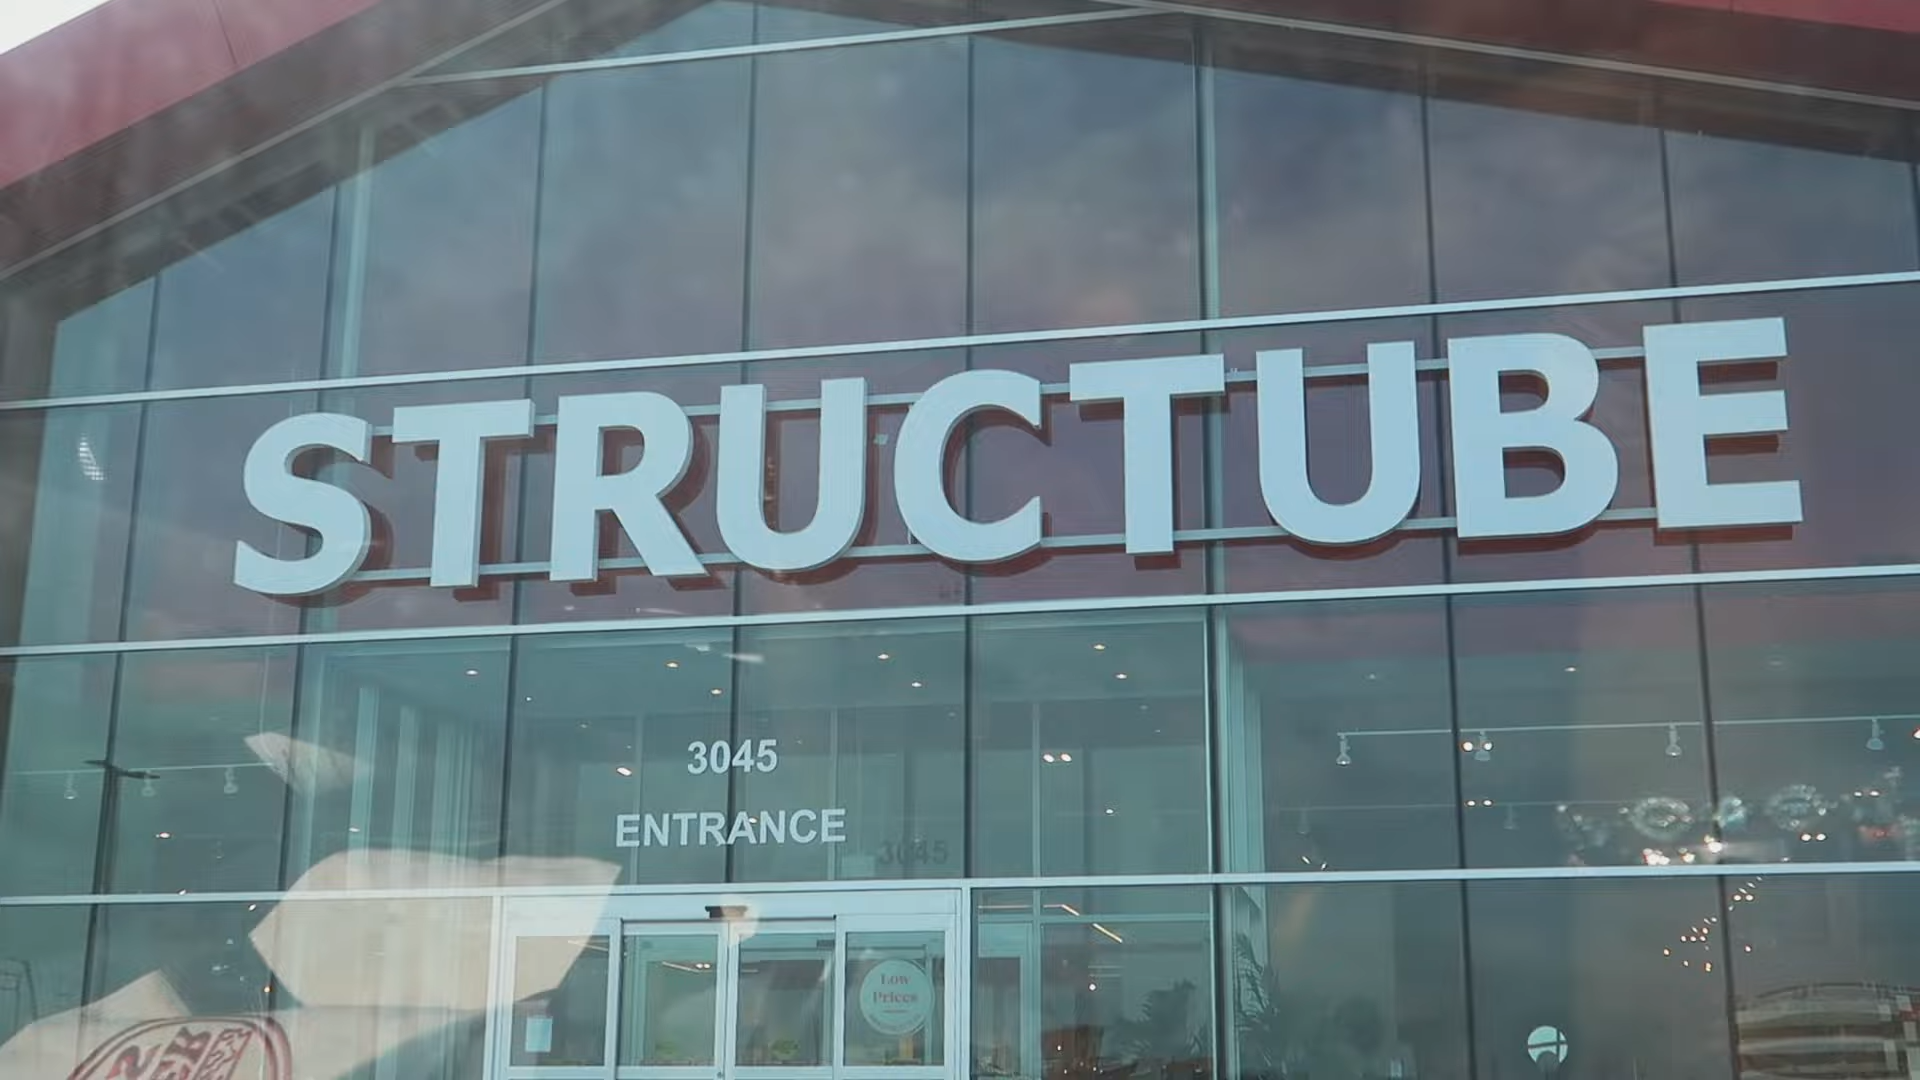 STRUCTUBE
3045
ENTRANCE
3045
Low
Prices